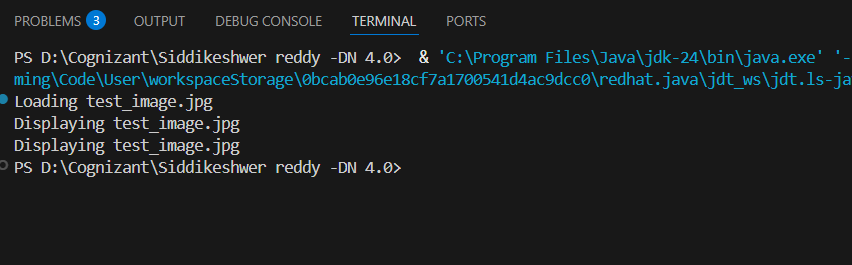 PROBLEMS 3 OUTPUT DEBUG CONSOLE TERMINAL PORTS
PS D:\Cognizant\Siddikeshwer reddy -DN 4.0>  & 'C:\Program Files\Java\jdk-24\bin\java.exe' '-
ming\Code\User\workspaceStorage\0bcab0e96e18cf7a1700541d4ac9dcc0\redhat.java\jdt_ws\jdt.ls-ja
Loading test_image.jpg
Displaying test_image.jpg
Displaying test_image.jpg
PS D:\Cognizant\Siddikeshwer reddy -DN 4.0>